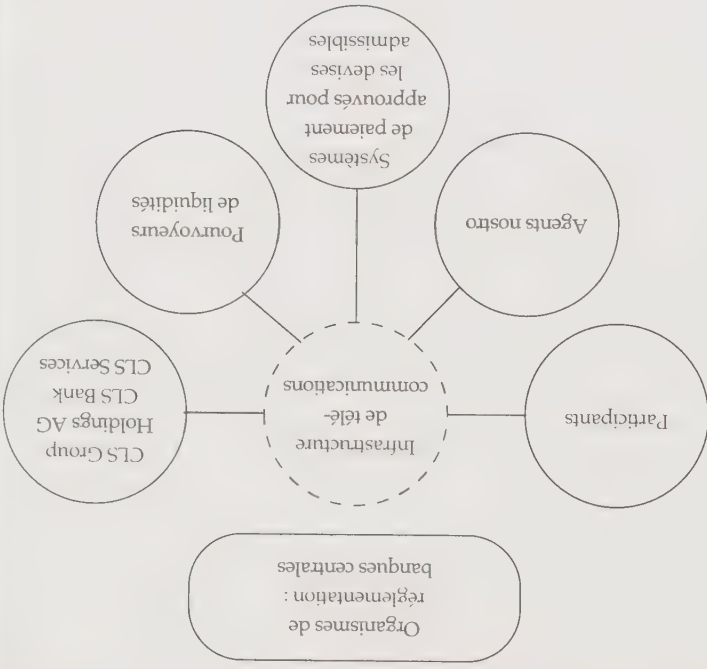 Organismes de
réglementation :
banques centrales
CLS Group
Holdings AG
CLS Bank
CLS Services
Infrastructure
de télé-
communications
Participants
Pourvoyeurs
de liquidités
Agents nostro
Systèmes
de paiement
approuvés pour
les devises
admissibles